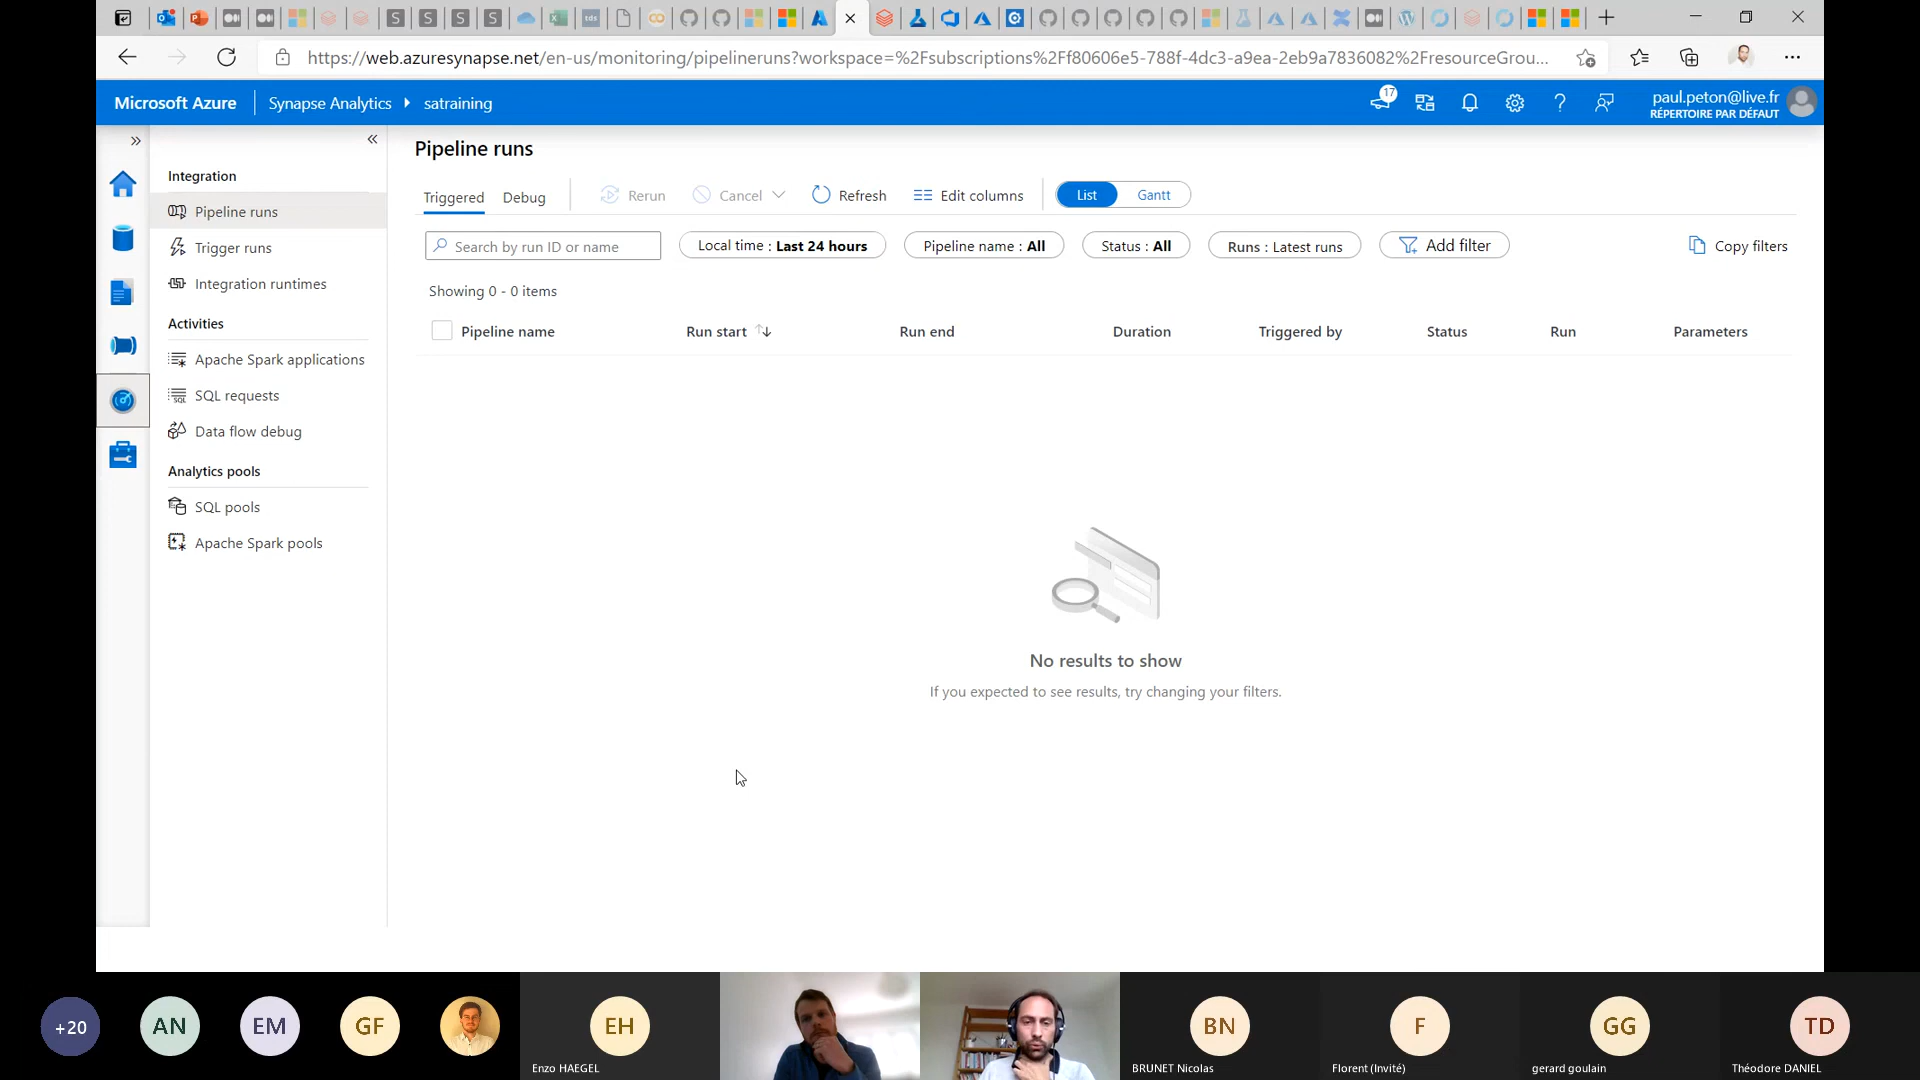 https://web.azuresynapse.net/en-us/monitoring/pipelineruns?workspace=%2Fsubscriptions%2Ff80606e5-788f-4dc3-a9ea-2eb9a7836082%2FresourceGrou...
Microsoft Azure
Synapse Analytics
satraining
17
paul.peton@live.fr
RÉPERTOIRE PAR DÉFAUT
Integration
Pipeline runs
Trigger runs
Integration runtimes
Activities
Apache Spark applications
SQL requests
Data flow debug
Analytics pools
SQL pools
Apache Spark pools
Pipeline runs
Triggered
Debug
Rerun
Cancel
Refresh
Edit columns
List
Gantt
Search by run ID or name
Local time : Last 24 hours
Pipeline name : All
Status : All
Runs : Latest runs
Add filter
Copy filters
Showing 0 - 0 items
Pipeline name
Run start
Run end
Duration
Triggered by
Status
Run
Parameters
No results to show
If you expected to see results, try changing your filters.
+20
AN
EM
GF
EH
Enzo HAEGEL
BN
BRUNET Nicolas
F
Florent (Invité)
GG
gerard goulain
TD
Théodore DANIEL